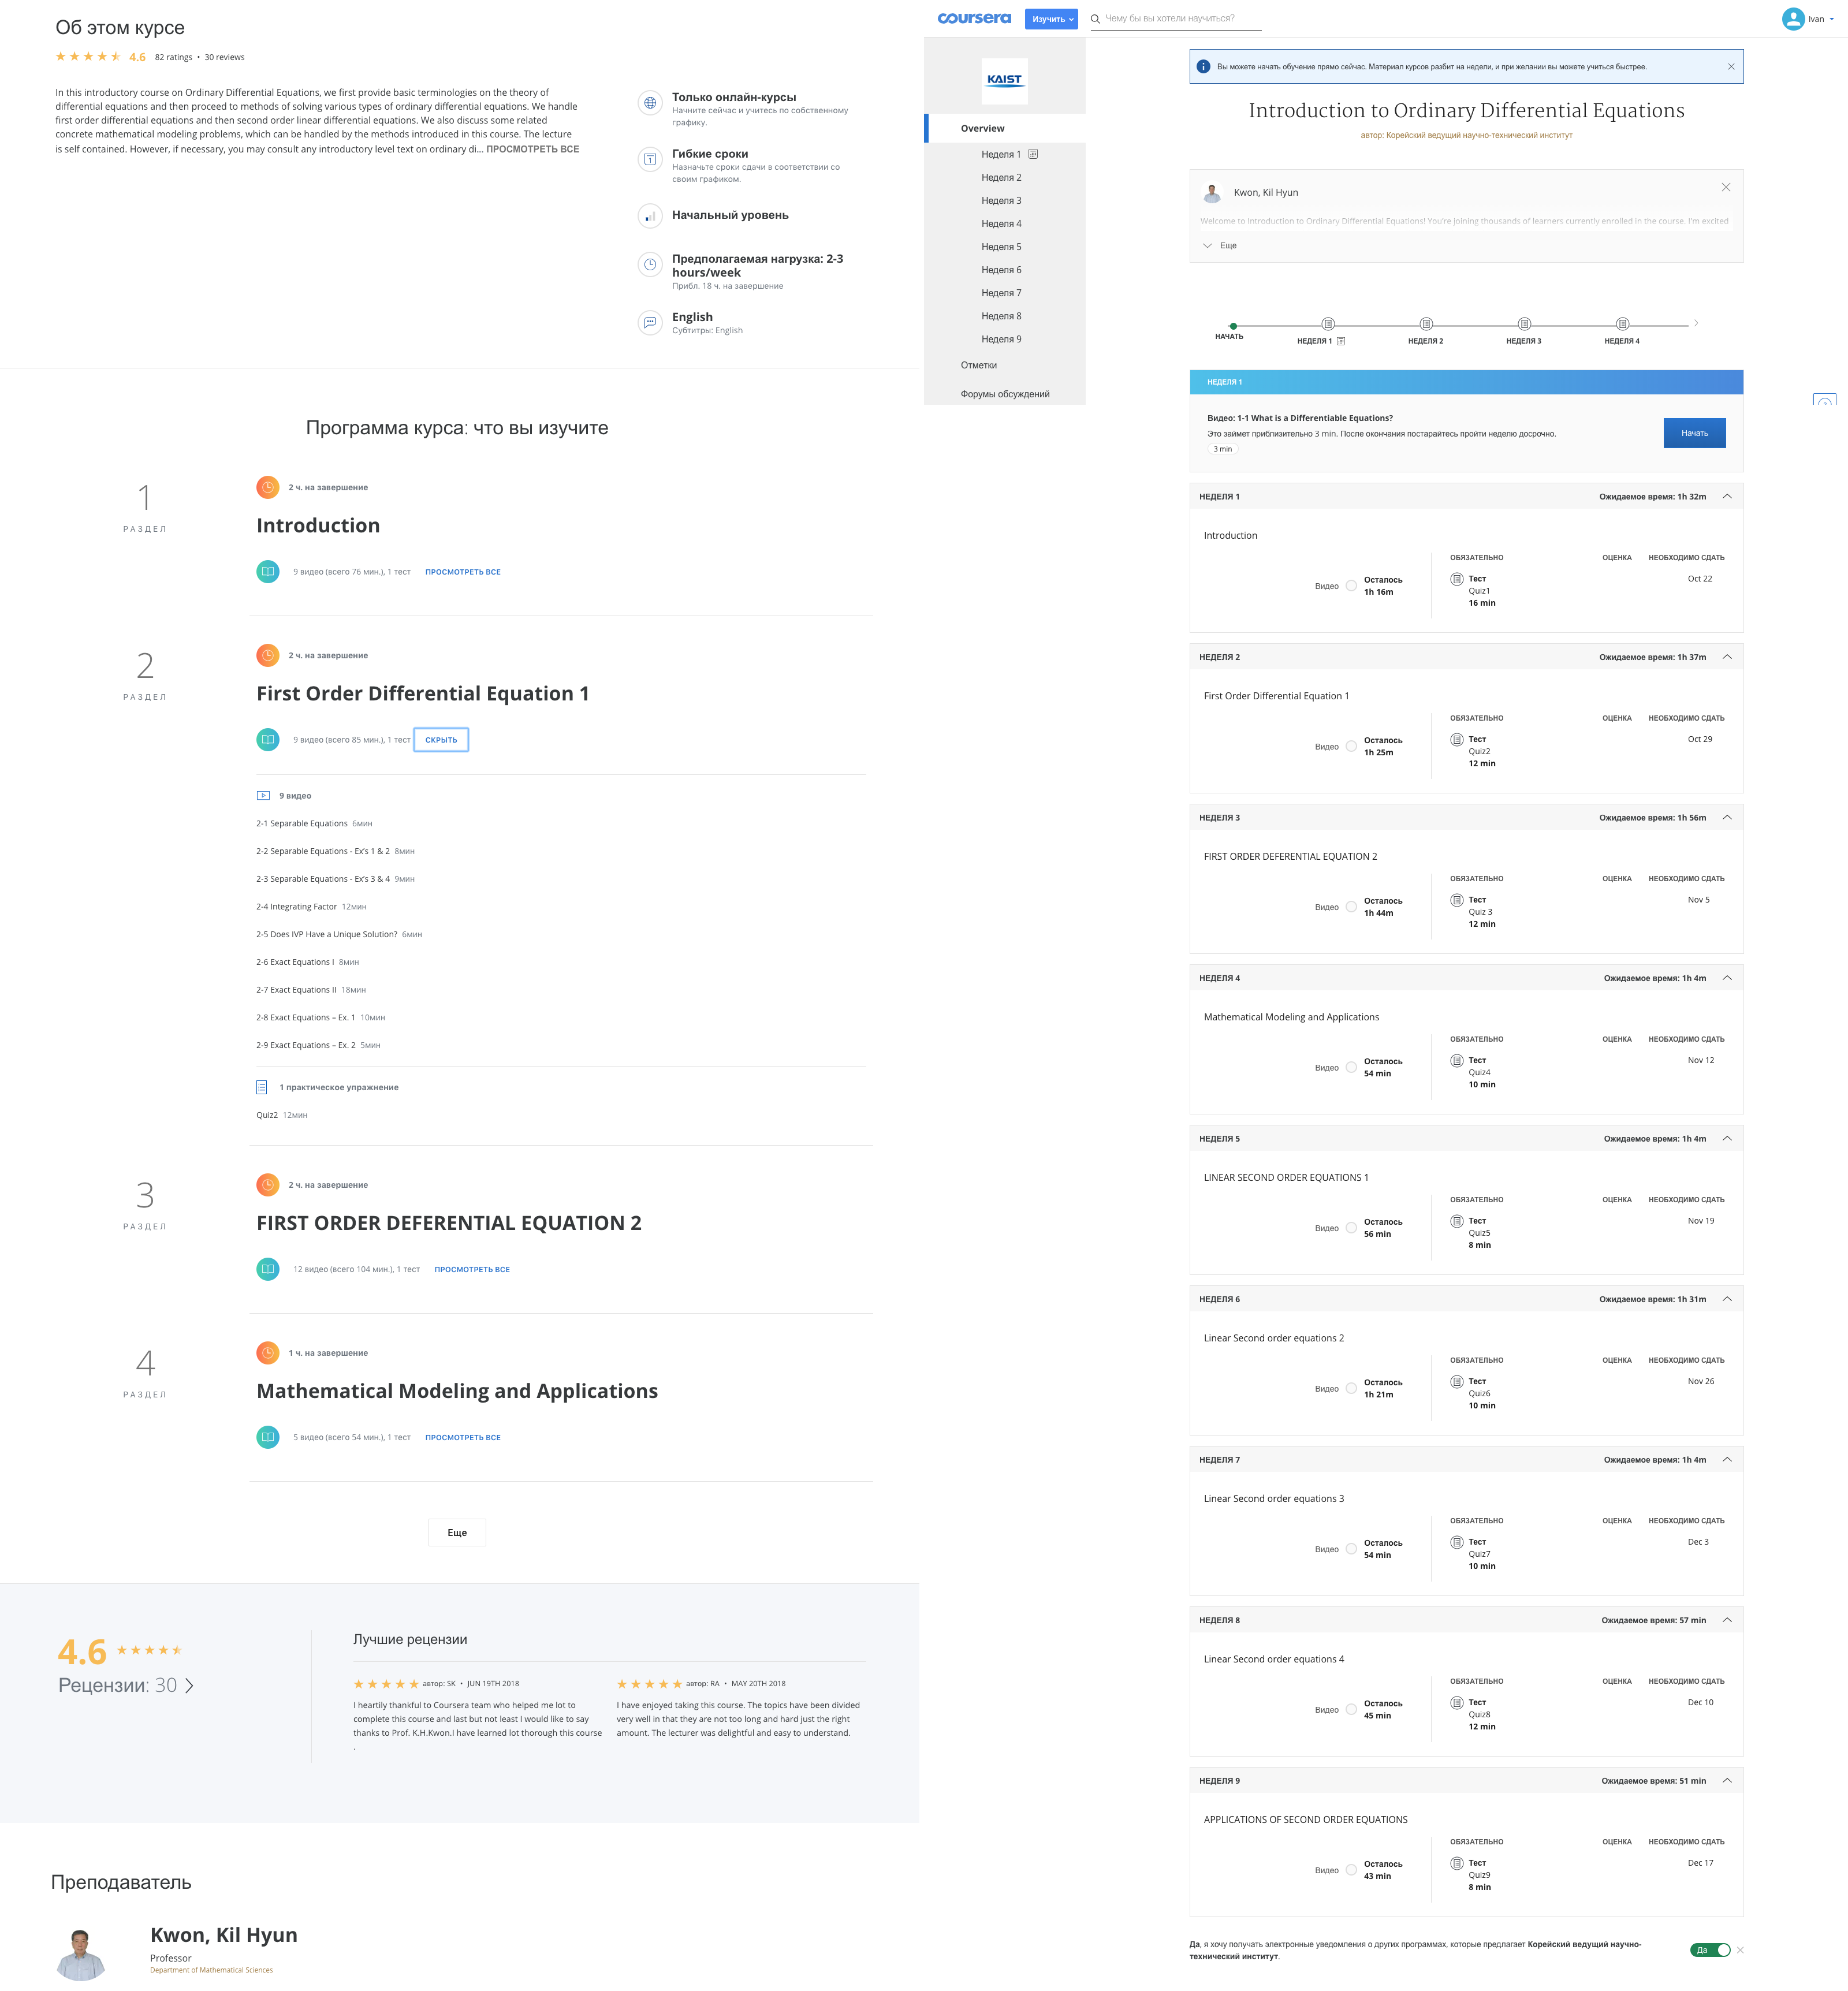 Об этом курсе
4.6 82 ratings • 30 reviews
In this introductory course on Ordinary Differential Equations, we first provide basic terminologies on the theory of
differential equations and then proceed to methods of solving various types of ordinary differential equations. We handle
first order differential equations and then second order linear differential equations. We also discuss some related
concrete mathematical modeling problems, which can be handled by the methods introduced in this course. The lecture
is self contained. However, if necessary, you may consult any introductory level text on ordinary di... ПРОСМОТРЕТЬ ВСЕ
Только онлайн-курсы
Начните сейчас и учитесь по собственному
графику.
Гибкие сроки
Назначьте сроки сдачи в соответствии со
своим графиком.
Начальный уровень
Предполагаемая нагрузка: 2-3
hours/week
Прибл. 18 ч. на завершение
English
Субтитры: English
Программа курса: что вы изучите
1
РАЗДЕЛ
2 ч. на завершение
Introduction
9 видео (всего 76 мин.), 1 тест ПРОСМОТРЕТЬ ВСЕ
2
РАЗДЕЛ
2 ч. на завершение
First Order Differential Equation 1
9 видео (всего 85 мин.), 1 тест СКРЫТЬ
9 видео
2-1 Separable Equations 6мин
2-2 Separable Equations - Ex's 1 & 2 8мин
2-3 Separable Equations - Ex's 3 & 4 9мин
2-4 Integrating Factor 12мин
2-5 Does IVP Have a Unique Solution? 6мин
2-6 Exact Equations I 8мин
2-7 Exact Equations II 18мин
2-8 Exact Equations – Ex. 1 10мин
2-9 Exact Equations – Ex. 2 5мин
1 практическое упражнение
Quiz2 12мин
3
РАЗДЕЛ
2 ч. на завершение
FIRST ORDER DEFERENTIAL EQUATION 2
12 видео (всего 104 мин.), 1 тест ПРОСМОТРЕТЬ ВСЕ
4
РАЗДЕЛ
1 ч. на завершение
Mathematical Modeling and Applications
5 видео (всего 54 мин.), 1 тест ПРОСМОТРЕТЬ ВСЕ
Еще
4.6
Рецензии: 30
Лучшие рецензии
автор: SK • JUN 19TH 2018
I heartily thankful to Coursera team who helped me lot to
complete this course and last but not least I would like to say
thanks to Prof. K.H.Kwon.I have learned lot thorough this course
.
автор: RA • MAY 20TH 2018
I have enjoyed taking this course. The topics have been divided
very well in that they are not too long and hard just the right
amount. The lecturer was delightful and easy to understand.
Преподаватель
Kwon, Kil Hyun
Professor
Department of Mathematical Sciences
coursera Изучить Чему бы вы хотели научиться? Ivan
KAIST
Overview
Неделя 1
Неделя 2
Неделя 3
Неделя 4
Неделя 5
Неделя 6
Неделя 7
Неделя 8
Неделя 9
Отметки
Форумы обсуждений
Вы можете начать обучение прямо сейчас. Материал курсов разбит на недели, и при желании вы можете учиться быстрее.
Introduction to Ordinary Differential Equations
автор: Корейский ведущий научно-технический институт
Kwon, Kil Hyun
Welcome to Introduction to Ordinary Differential Equations! You're joining thousands of learners currently enrolled in the course. I'm excited
Еще
НАЧАТЬ НЕДЕЛЯ 1 НЕДЕЛЯ 2 НЕДЕЛЯ 3 НЕДЕЛЯ 4
НЕДЕЛЯ 1
Видео: 1-1 What is a Differentiable Equations?
Это займет приблизительно 3 min. После окончания постарайтесь пройти неделю досрочно.
3 min
Начать
НЕДЕЛЯ 1 Ожидаемое время: 1h 32m
Introduction
ОБЯЗАТЕЛЬНО ОЦЕНКА НЕОБХОДИМО СДАТЬ
Видео Осталось
1h 16m
Тест Oct 22
Quiz1
16 min
НЕДЕЛЯ 2 Ожидаемое время: 1h 37m
First Order Differential Equation 1
ОБЯЗАТЕЛЬНО ОЦЕНКА НЕОБХОДИМО СДАТЬ
Видео Осталось
1h 25m
Тест Oct 29
Quiz2
12 min
НЕДЕЛЯ 3 Ожидаемое время: 1h 56m
FIRST ORDER DEFERENTIAL EQUATION 2
ОБЯЗАТЕЛЬНО ОЦЕНКА НЕОБХОДИМО СДАТЬ
Видео Осталось
1h 44m
Тест Nov 5
Quiz 3
12 min
НЕДЕЛЯ 4 Ожидаемое время: 1h 4m
Mathematical Modeling and Applications
ОБЯЗАТЕЛЬНО ОЦЕНКА НЕОБХОДИМО СДАТЬ
Видео Осталось
54 min
Тест Nov 12
Quiz4
10 min
НЕДЕЛЯ 5 Ожидаемое время: 1h 4m
LINEAR SECOND ORDER EQUATIONS 1
ОБЯЗАТЕЛЬНО ОЦЕНКА НЕОБХОДИМО СДАТЬ
Видео Осталось
56 min
Тест Nov 19
Quiz5
8 min
НЕДЕЛЯ 6 Ожидаемое время: 1h 31m
Linear Second order equations 2
ОБЯЗАТЕЛЬНО ОЦЕНКА НЕОБХОДИМО СДАТЬ
Видео Осталось
1h 21m
Тест Nov 26
Quiz6
10 min
НЕДЕЛЯ 7 Ожидаемое время: 1h 4m
Linear Second order equations 3
ОБЯЗАТЕЛЬНО ОЦЕНКА НЕОБХОДИМО СДАТЬ
Видео Осталось
54 min
Тест Dec 3
Quiz7
10 min
НЕДЕЛЯ 8 Ожидаемое время: 57 min
Linear Second order equations 4
ОБЯЗАТЕЛЬНО ОЦЕНКА НЕОБХОДИМО СДАТЬ
Видео Осталось
45 min
Тест Dec 10
Quiz8
12 min
НЕДЕЛЯ 9 Ожидаемое время: 51 min
APPLICATIONS OF SECOND ORDER EQUATIONS
ОБЯЗАТЕЛЬНО ОЦЕНКА НЕОБХОДИМО СДАТЬ
Видео Осталось
43 min
Тест Dec 17
Quiz9
8 min
Да, я хочу получать электронные уведомления о других программах, которые предлагает Корейский ведущий научно-
технический институт.
Да